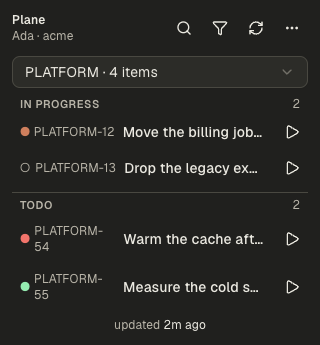 Plane
Ada · acme
PLATFORM · 4 items
IN PROGRESS 2
PLATFORM-12 Move the billing job…
PLATFORM-13 Drop the legacy ex…
TODO 2
PLATFORM-54 Warm the cache aft…
PLATFORM-55 Measure the cold s…
updated 2m ago